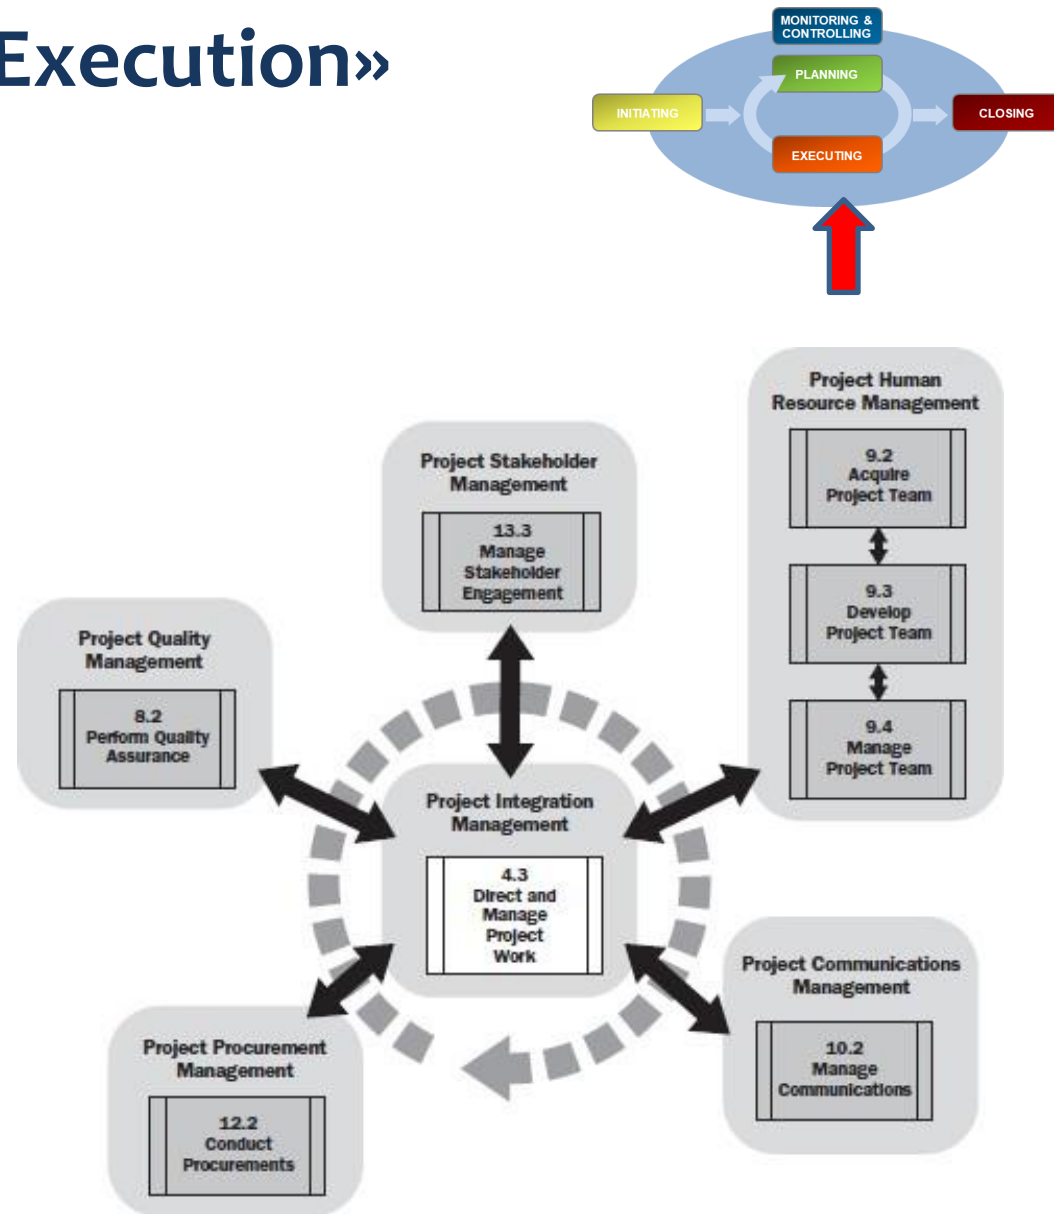 Execution»
MONITORING &
CONTROLLING
PLANNING
INITIATING
CLOSING
EXECUTING
Project Human
Resource Management
9.2
Acquire
Project Team
9.3
Develop
Project Team
9.4
Manage
Project Team
Project Stakeholder
Management
13.3
Manage
Stakeholder
Engagement
Project Quality
Management
8.2
Perform Quality
Assurance
Project Integration
Management
4.3
Direct and
Manage
Project
Work
Project Communications
Management
10.2
Manage
Communications
Project Procurement
Management
12.2
Conduct
Procurements